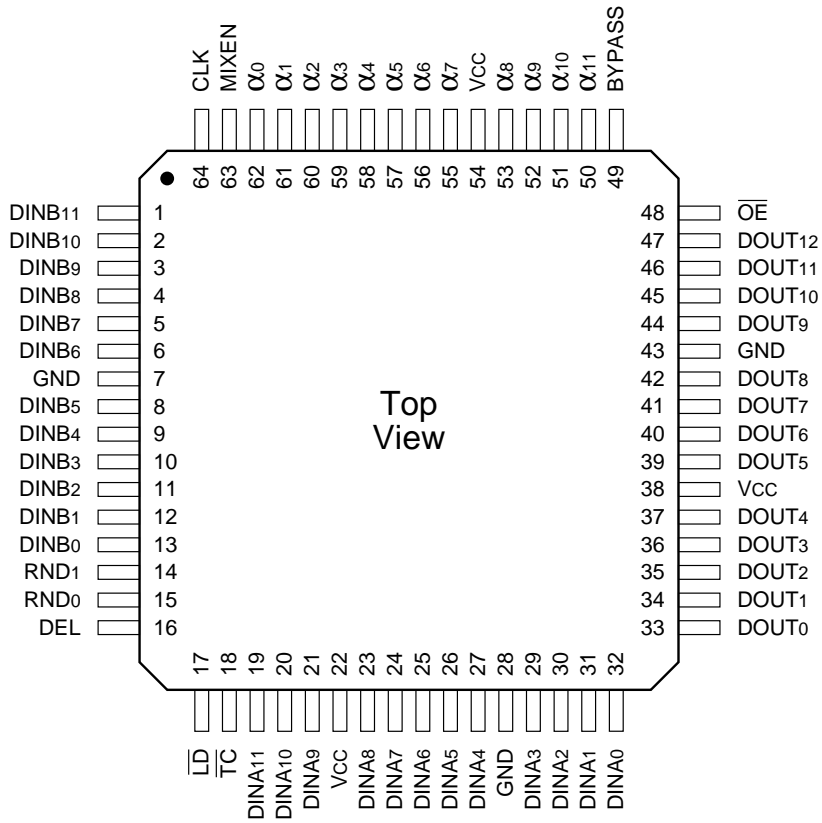 CLK MIXEN α0 α1 α2 α3 α4 α5 α6 α7 VCC α8 α9 α10 α11 BYPASS
64 63 62 61 60 59 58 57 56 55 54 53 52 51 50 49
DINB11 1 48 OE
DINB10 2 47 DOUT12
DINB9 3 46 DOUT11
DINB8 4 45 DOUT10
DINB7 5 44 DOUT9
DINB6 6 43 GND
GND 7 42 DOUT8
DINB5 8 41 DOUT7
Top
View
DINB4 9 40 DOUT6
DINB3 10 39 DOUT5
DINB2 11 38 VCC
DINB1 12 37 DOUT4
DINB0 13 36 DOUT3
RND1 14 35 DOUT2
RND0 15 34 DOUT1
DEL 16 33 DOUT0
17 18 19 20 21 22 23 24 25 26 27 28 29 30 31 32
LD TC DINA11 DINA10 DINA9 VCC DINA8 DINA7 DINA6 DINA5 DINA4 GND DINA3 DINA2 DINA1 DINA0